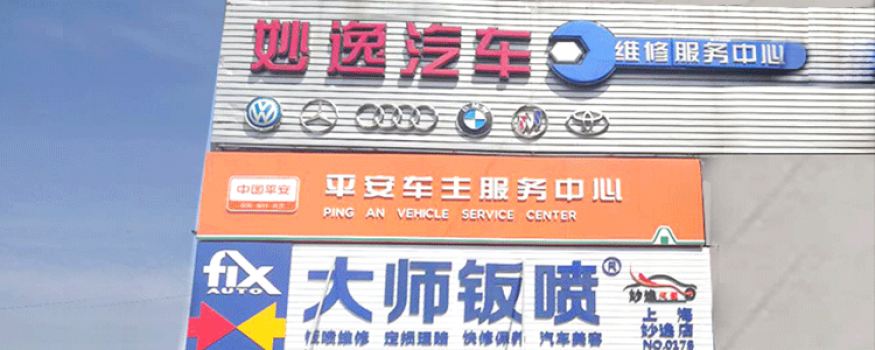 妙逸汽车 维修服务中心
中国平安
平安车主服务中心
PING AN VEHICLE SERVICE CENTER
fix
AUTO
大师钣喷®
钣喷维修 定损理赔 快修保养 汽车美容
妙逸汽车
上海
妙逸店
NO.0178